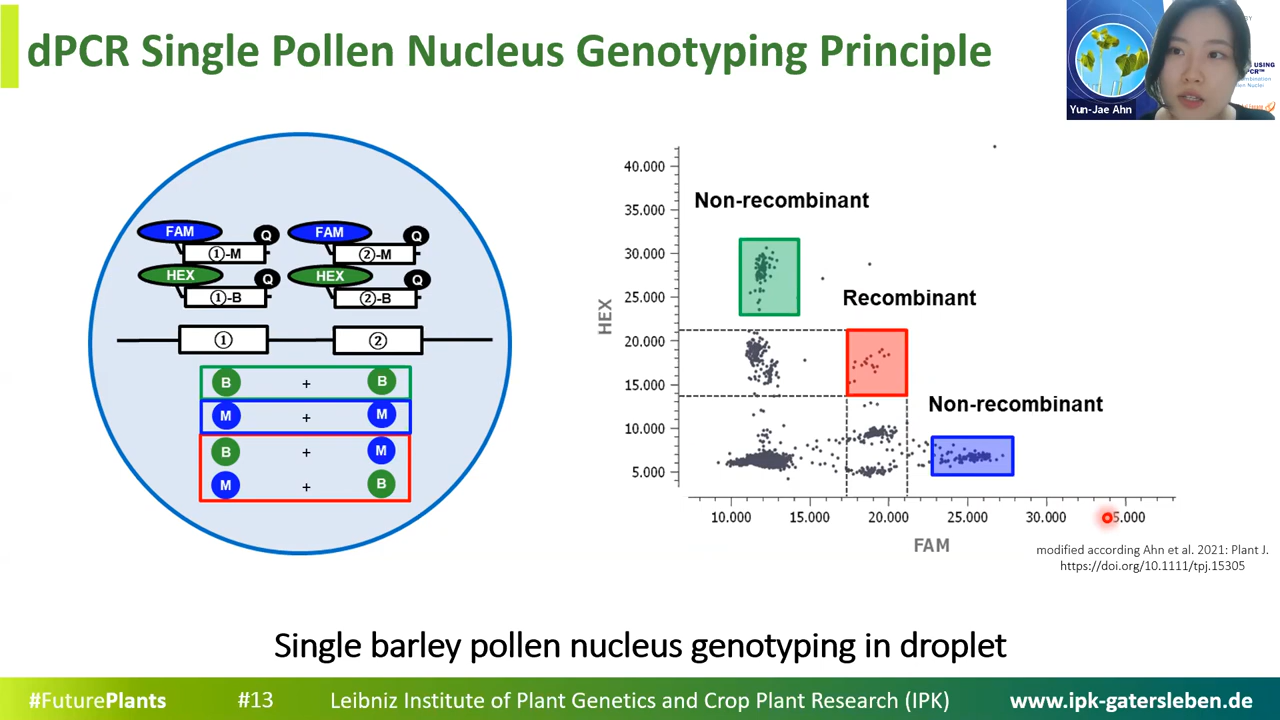 dPCR Single Pollen Nucleus Genotyping Principle
USING
PCR™
Yun-Jae Ahn
FAM Q FAM Q
①-M ②-M
HEX Q HEX Q
①-B ②-B
① ②
B + B
M + M
B + M
M + B
40.000
35.000
30.000
25.000
20.000
15.000
10.000
5.000
HEX
Non-recombinant
Recombinant
Non-recombinant
10.000 15.000 20.000 25.000 30.000 35.000
FAM
modified according Ahn et al. 2021: Plant J.
https://doi.org/10.1111/tpj.15305
Single barley pollen nucleus genotyping in droplet
#FuturePlants #13 Leibniz Institute of Plant Genetics and Crop Plant Research (IPK) www.ipk-gatersleben.de